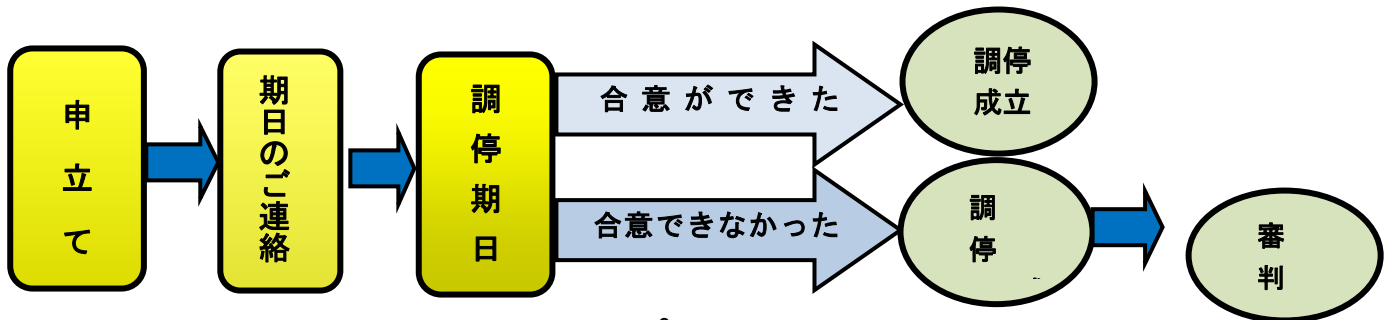 申立て
期日のご連絡
調停期日
合意ができた
合意できなかった
調停
成立
調
停
審
判